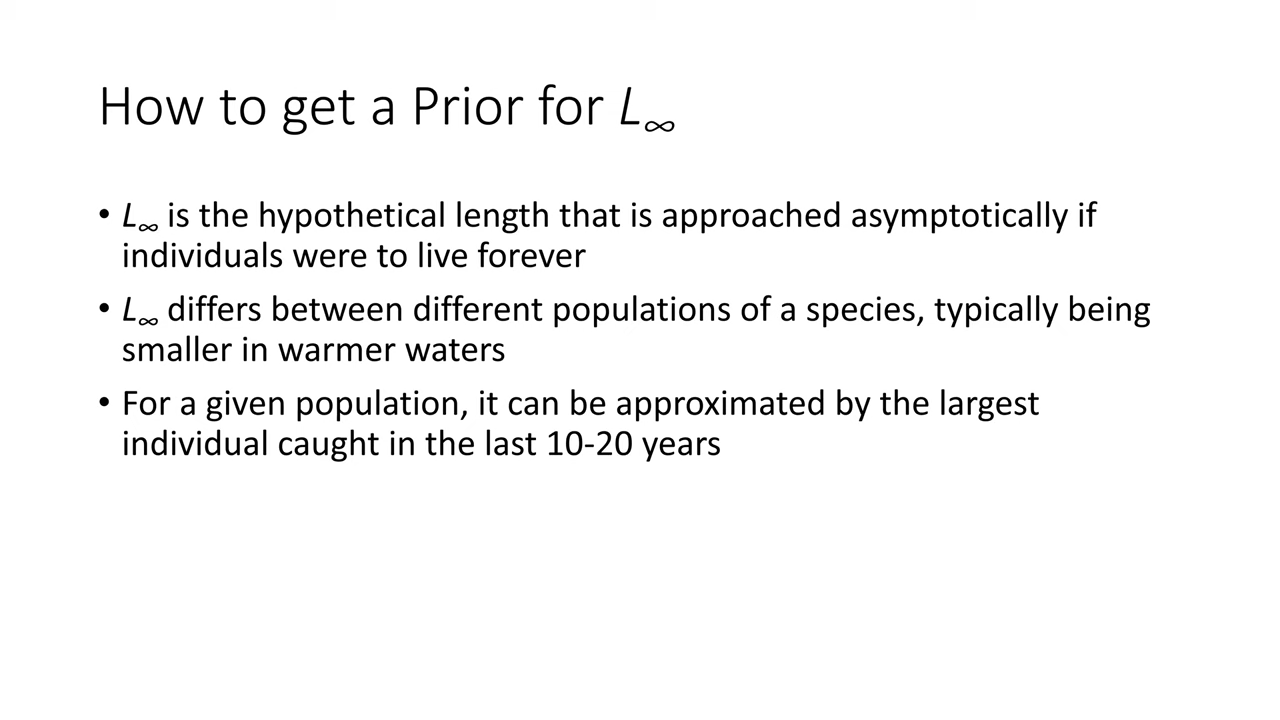 How to get a Prior for L∞
• L∞ is the hypothetical length that is approached asymptotically if
individuals were to live forever
• L∞ differs between different populations of a species, typically being
smaller in warmer waters
• For a given population, it can be approximated by the largest
individual caught in the last 10-20 years